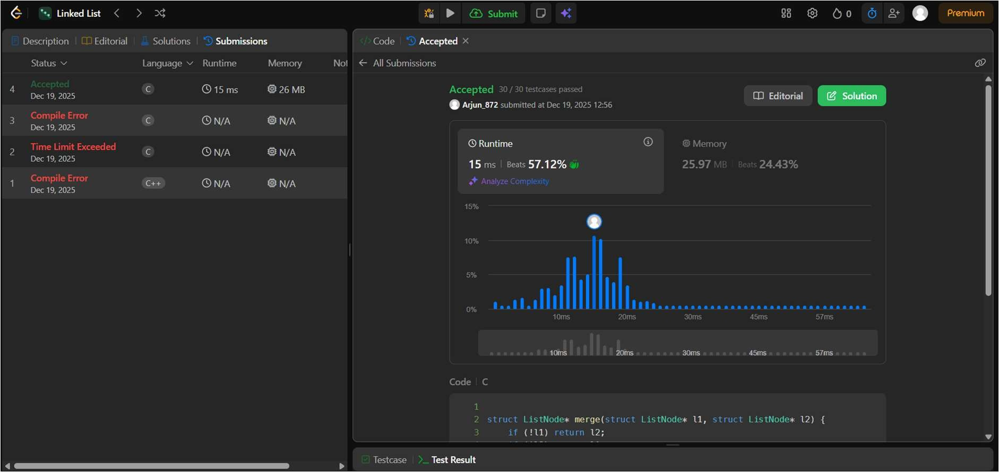 Linked List
Submit
0
Premium
Description
Editorial
Solutions
Submissions
Status
Language
Runtime
Memory
Not
4
Accepted
Dec 19, 2025
C
15 ms
26 MB
3
Compile Error
Dec 19, 2025
C
N/A
N/A
2
Time Limit Exceeded
Dec 19, 2025
C
N/A
N/A
1
Compile Error
Dec 19, 2025
C++
N/A
N/A
</> Code
Accepted
All Submissions
Accepted 30 / 30 testcases passed
Arjun_872 submitted at Dec 19, 2025 12:56
Editorial
Solution
Runtime
15 ms | Beats 57.12%
Analyze Complexity
Memory
25.97 MB | Beats 24.43%
15%
10%
5%
0%
10ms 20ms 30ms 45ms 57ms
10ms 20ms 30ms 45ms 57ms
Code | C
1
2 struct ListNode* merge(struct ListNode* l1, struct ListNode* l2) {
3 if (!l1) return l2;
Testcase
>_ Test Result